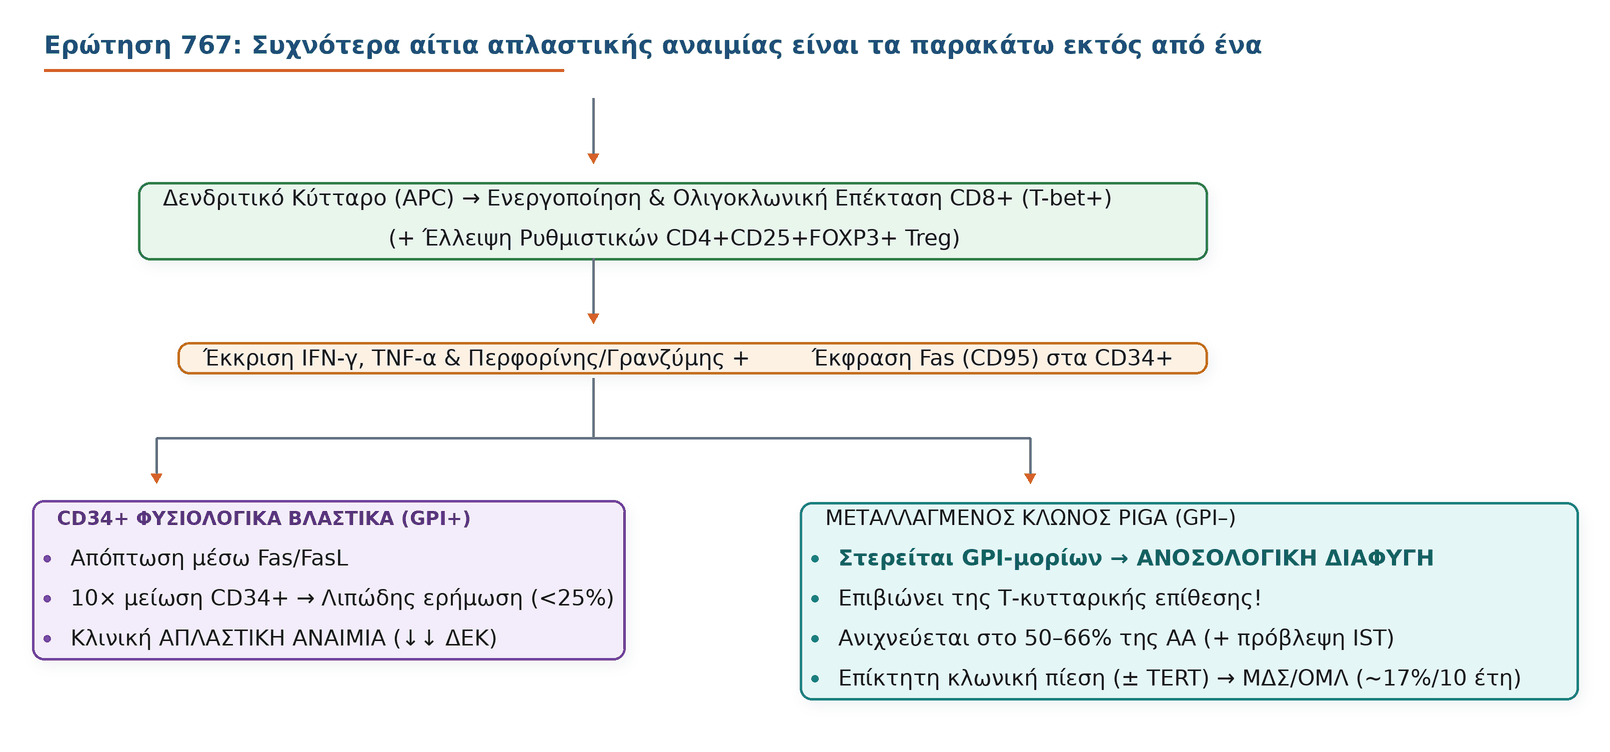 Ερώτηση 767: Συχνότερα αίτια απλαστικής αναιμίας είναι τα παρακάτω εκτός από ένα
Δενδριτικό Κύτταρο (APC) → Ενεργοποίηση & Ολιγοκλωνική Επέκταση CD8+ (T-bet+)
(+ Έλλειψη Ρυθμιστικών CD4+CD25+FOXP3+ Treg)
Έκκριση IFN-γ, TNF-α & Περφορίνης/Γρανζύμης + Έκφραση Fas (CD95) στα CD34+
CD34+ ΦΥΣΙΟΛΟΓΙΚΑ ΒΛΑΣΤΙΚΑ (GPI+)
• Απόπτωση μέσω Fas/FasL
• 10× μείωση CD34+ → Λιπώδης ερήμωση (<25%)
• Κλινική ΑΠΛΑΣΤΙΚΗ ΑΝΑΙΜΙΑ (↓↓ ΔΕΚ)
ΜΕΤΑΛΛΑΓΜΕΝΟΣ ΚΛΩΝΟΣ PIGA (GPI–)
• Στερείται GPI-μορίων → ΑΝΟΣΟΛΟΓΙΚΗ ΔΙΑΦΥΓΗ
• Επιβιώνει της Τ-κυτταρικής επίθεσης!
• Ανιχνεύεται στο 50–66% της ΑΑ (+ πρόβλεψη IST)
• Επίκτητη κλωνική πίεση (± TERT) → ΜΔΣ/ΟΜΛ (~17%/10 έτη)